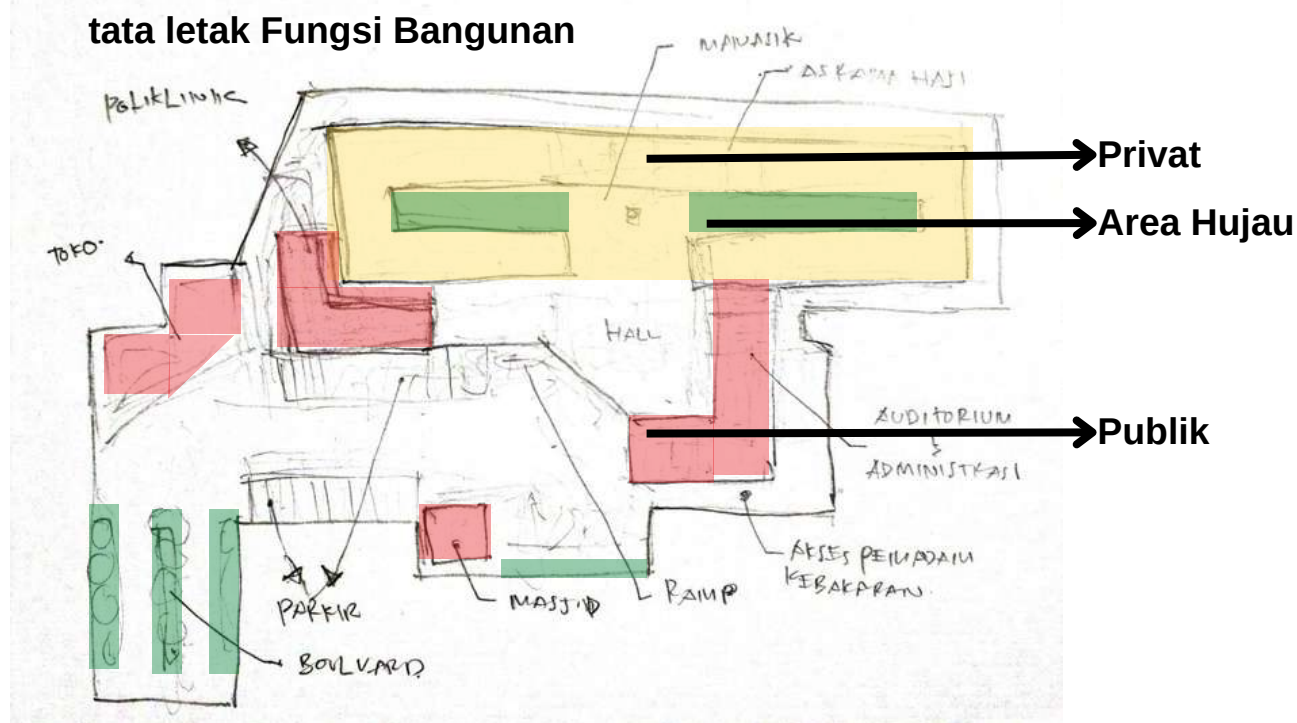 tata letak Fungsi Bangunan
MANASIK
ASRAMA HAJI
POLIKLINIK
Privat
Area Hujau
TOKO
HALL
AUDITORIUM
Publik
ADMINISTRASI
AKSES PEMADAM
KEBAKARAN.
MASJID
RAMP
PARKIR
BOULVARD